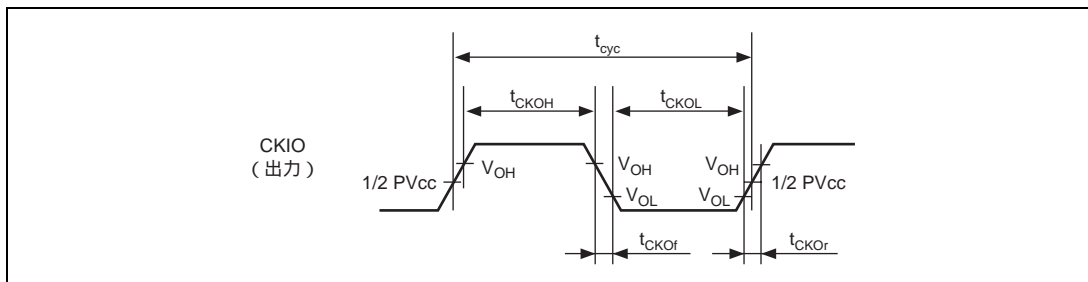 tcyc
tCKOH
tCKOL
CKIO
(出力)
1/2 PVcc
VOH
VOH
VOL
VOH
VOL
1/2 PVcc
tCKOf
tCKOr